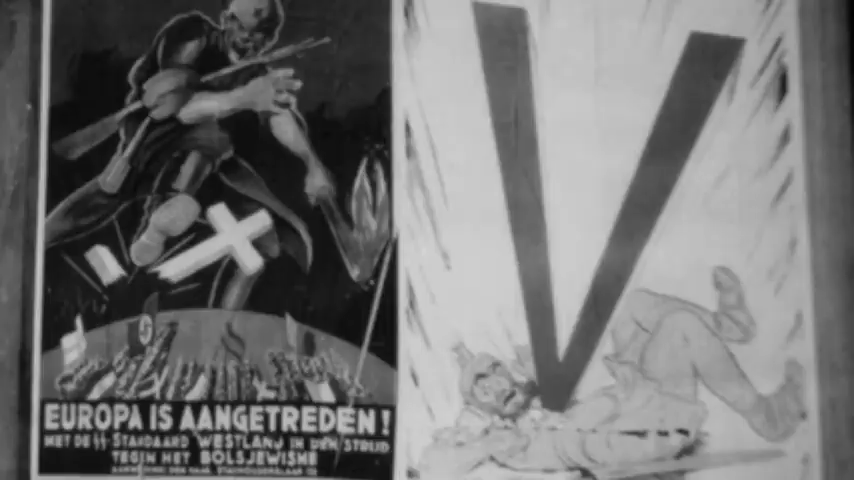 EUROPA IS AANGETREDEN!
MET DE SS-STANDAARD WESTLAND IN DEN STRIJD
TEGEN HET BOLSJEWISME
V